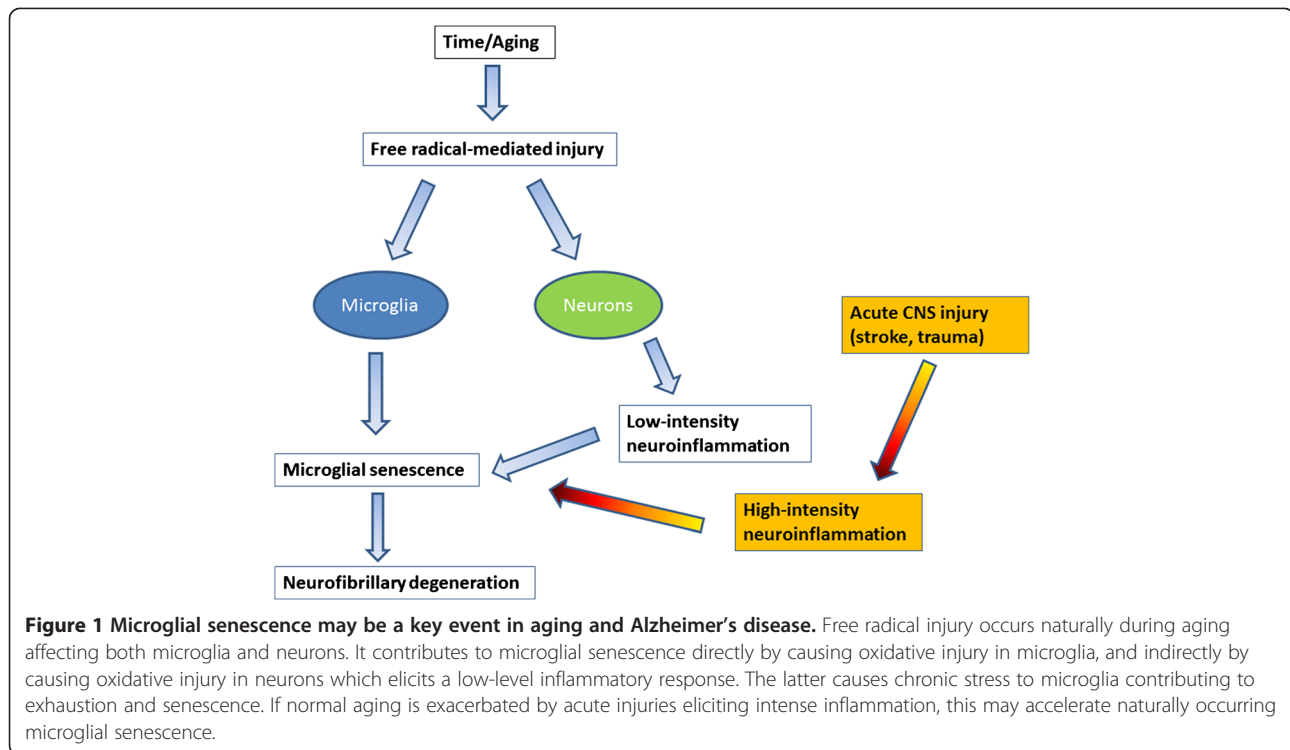 Time/Aging
Free radical-mediated injury
Microglia
Neurons
Acute CNS injury
(stroke, trauma)
Low-intensity
neuroinflammation
Microglial senescence
High-intensity
neuroinflammation
Neurofibrillary degeneration
Figure 1 Microglial senescence may be a key event in aging and Alzheimer's disease. Free radical injury occurs naturally during aging
affecting both microglia and neurons. It contributes to microglial senescence directly by causing oxidative injury in microglia, and indirectly by
causing oxidative injury in neurons which elicits a low-level inflammatory response. The latter causes chronic stress to microglia contributing to
exhaustion and senescence. If normal aging is exacerbated by acute injuries eliciting intense inflammation, this may accelerate naturally occurring
microglial senescence.